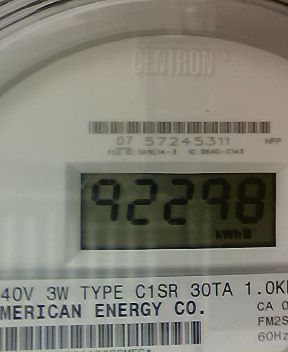 CENTRON
07 57245311
HPP
92298
kWh
40V 3W TYPE C1SR 30TA 1.0K
MERICAN ENERGY CO.
CA 0
FM2S
60Hz